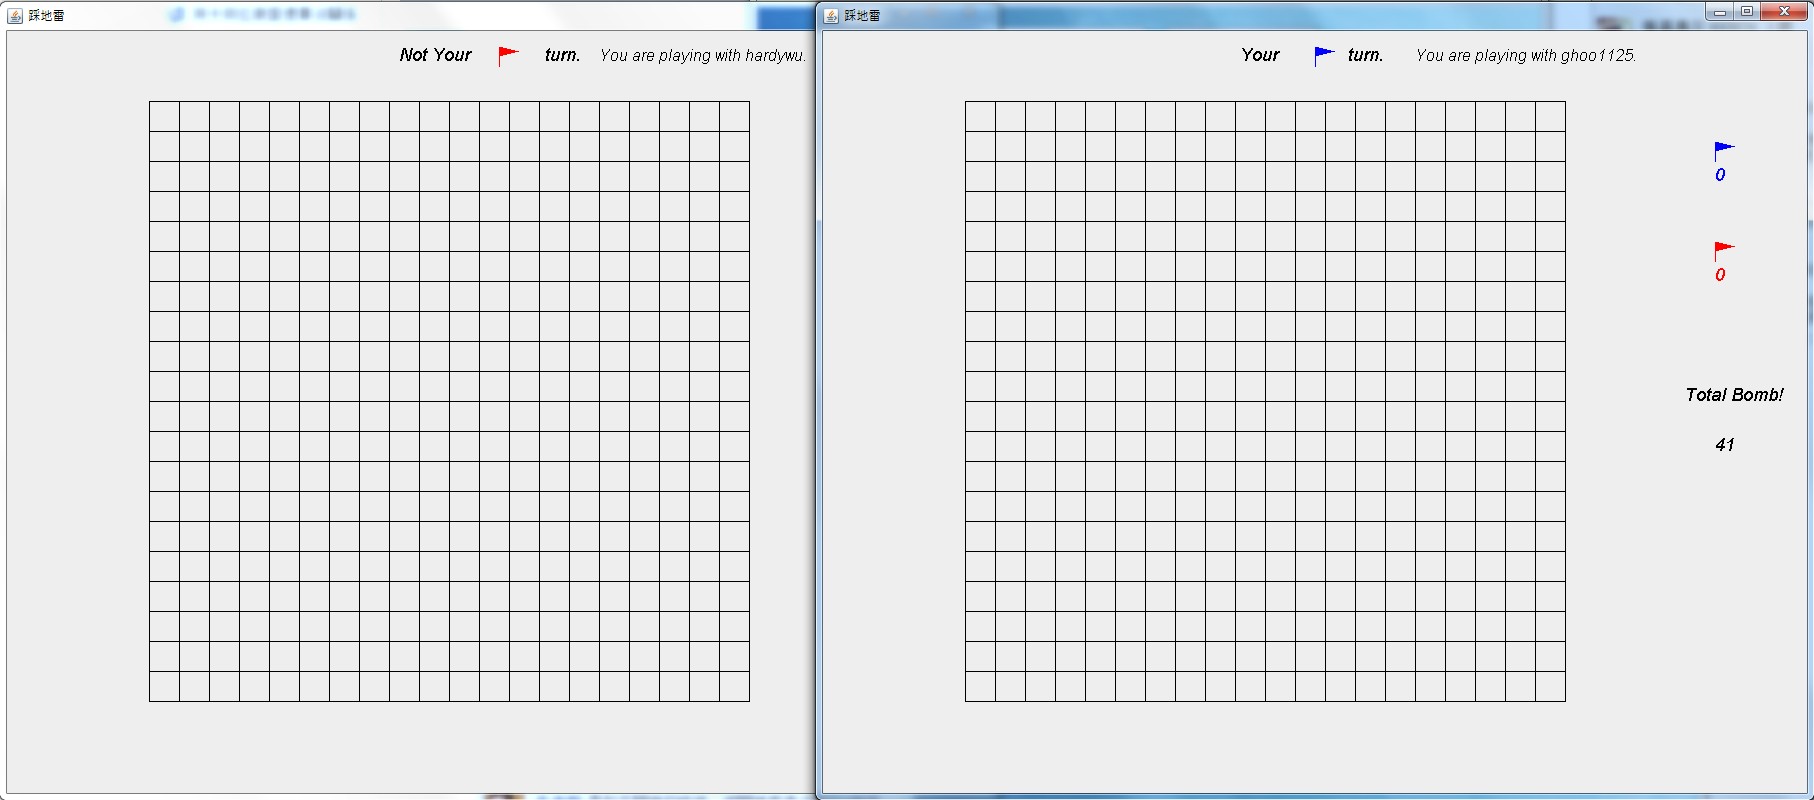 踩地雷
Not Your turn. You are playing with hardywu.
踩地雷
Your turn. You are playing with ghoo1125.
0
0
Total Bomb!
41